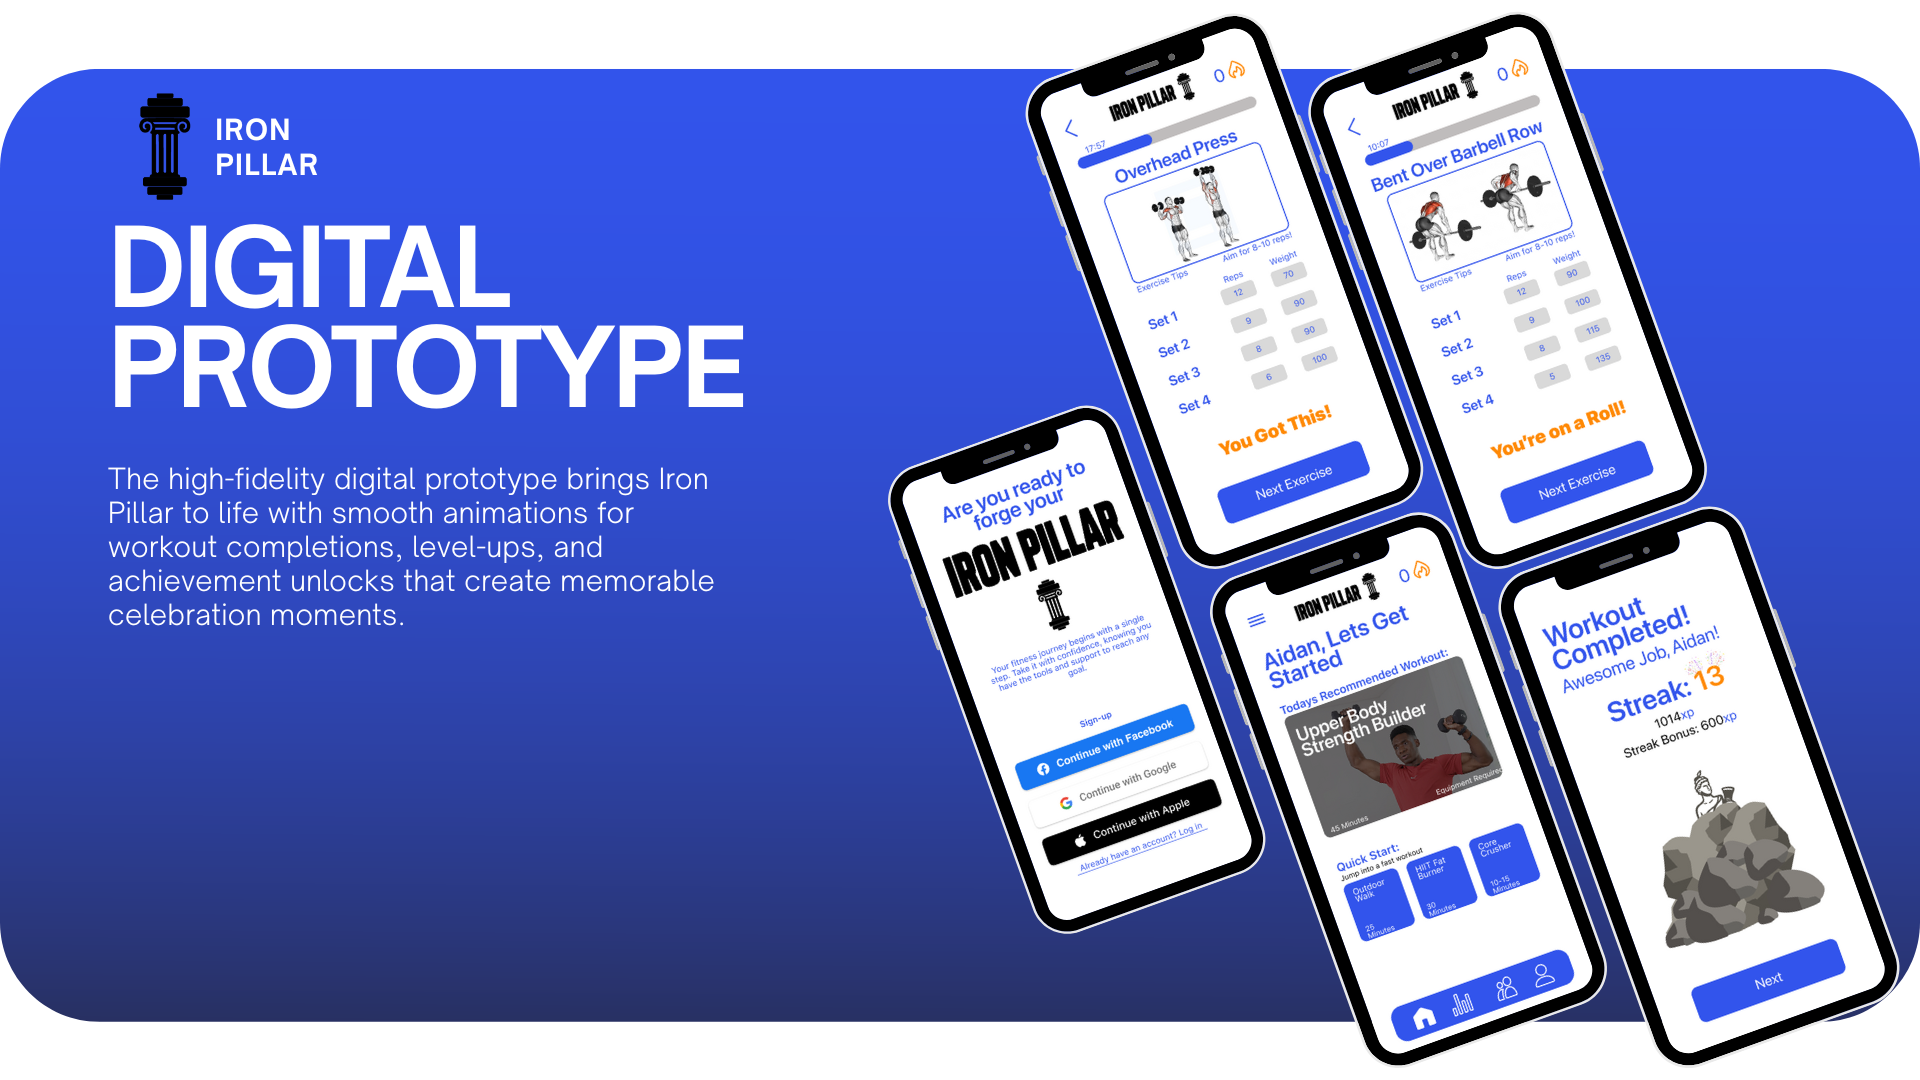 IRON
PILLAR
DIGITAL
PROTOTYPE
The high-fidelity digital prototype brings Iron
Pillar to life with smooth animations for
workout completions, level-ups, and
achievement unlocks that create memorable
celebration moments.
IRON PILLAR
0
17:57
Overhead Press
Exercise Tips
Aim for 8-10 reps!
Reps Weight
Set 1 12 70
Set 2 9 90
Set 3 8 90
Set 4 6 100
You Got This!
Next Exercise
IRON PILLAR
0
10:07
Bent Over Barbell Row
Exercise Tips
Aim for 8-10 reps!
Reps Weight
Set 1 12 90
Set 2 9 100
Set 3 8 115
Set 4 5 135
You're on a Roll!
Next Exercise
Are you ready to
forge your
IRON PILLAR
Your fitness journey begins with a single
step. Take it with confidence, knowing you
have the tools and support to reach any
goal.
Sign-up
Continue with Facebook
Continue with Google
Continue with Apple
Already have an account? Log in
IRON PILLAR
0
Aidan, Lets Get
Started
Todays Recommended Workout:
Upper Body
Strength Builder
45 Minutes
Equipment Required
Quick Start:
Jump into a fast workout
Outdoor
Walk
25
Minutes
HIIT Fat
Burner
30
Minutes
Core
Crusher
10-15
Minutes
Workout
Completed!
Awesome Job, Aidan!
Streak: 13
1014xp
Streak Bonus: 600xp
Next